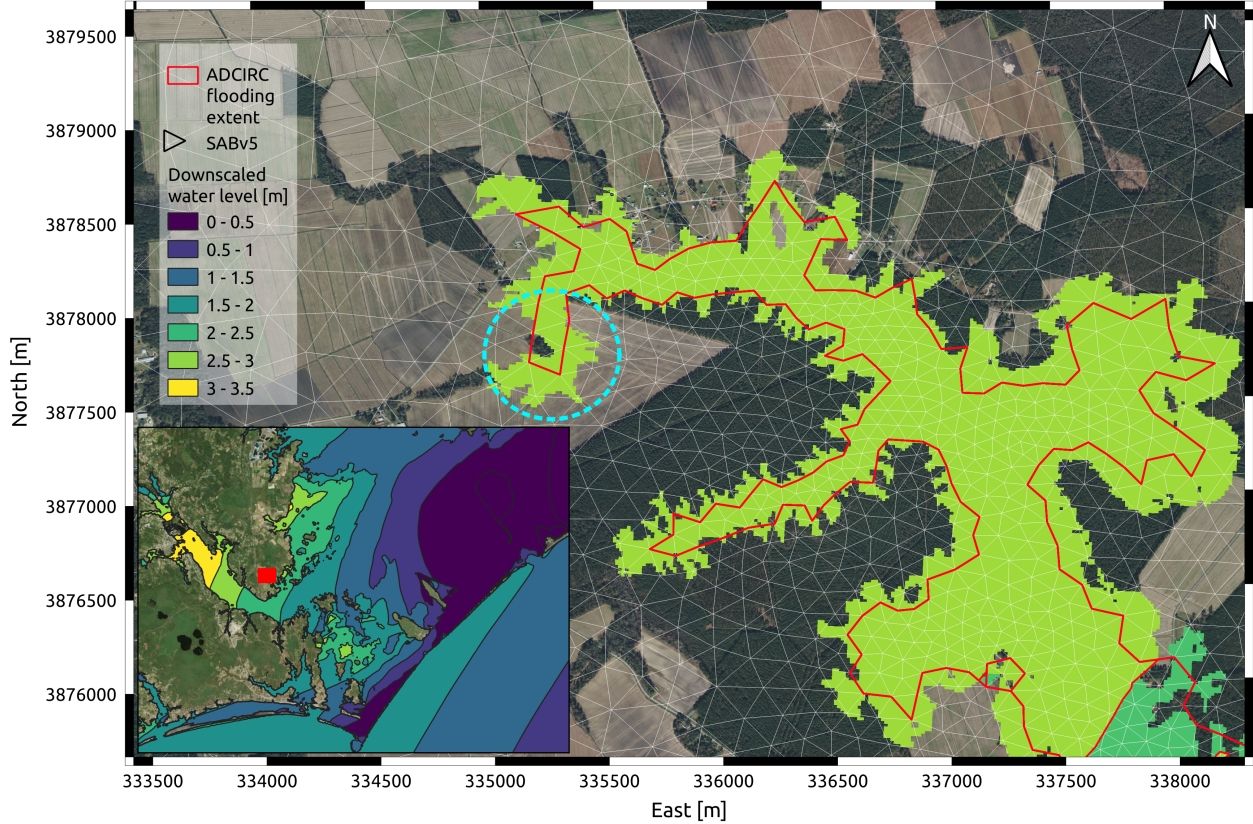 N
3879500
3879000
3878500
3878000
3877500
3877000
3876500
3876000
North [m]
ADCIRC
flooding
extent
SABv5
Downscaled
water level [m]
0 - 0.5
0.5 - 1
1 - 1.5
1.5 - 2
2 - 2.5
2.5 - 3
3 - 3.5
333500 334000 334500 335000 335500 336000 336500 337000 337500 338000
East [m]